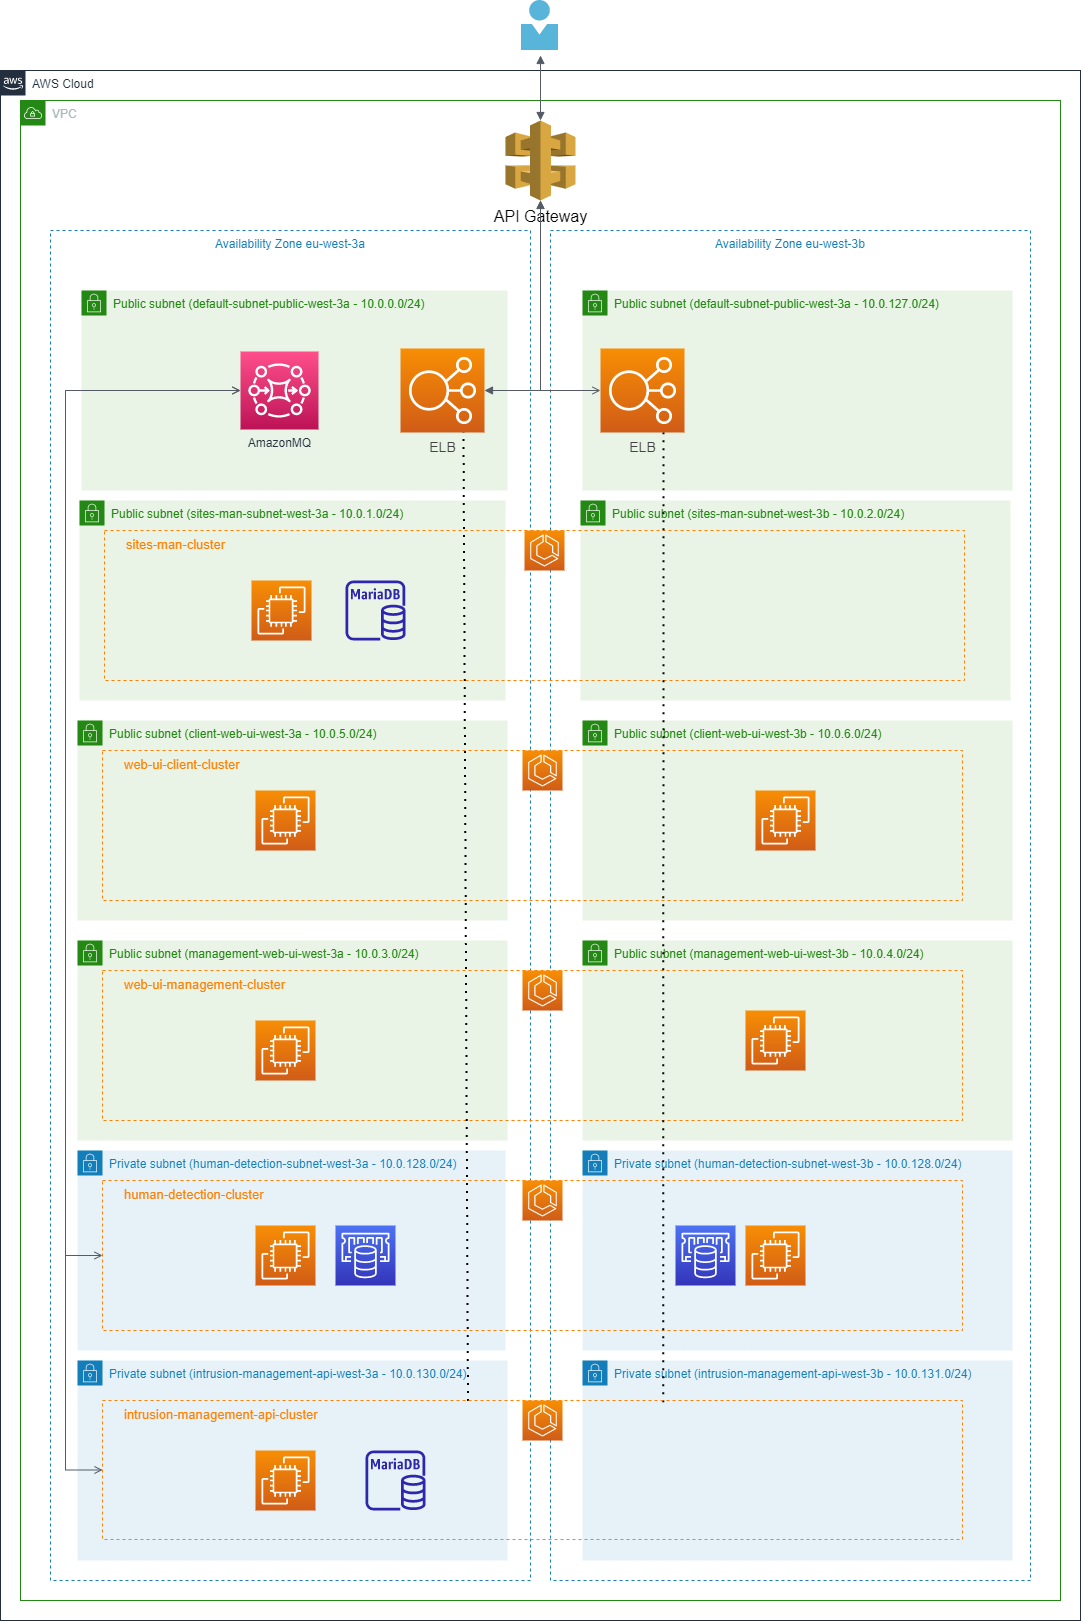 aws
AWS Cloud
VPC
API Gateway
Availability Zone eu-west-3a
Availability Zone eu-west-3b
Public subnet (default-subnet-public-west-3a - 10.0.0.0/24)
Public subnet (default-subnet-public-west-3a - 10.0.127.0/24)
AmazonMQ
ELB
ELB
Public subnet (sites-man-subnet-west-3a - 10.0.1.0/24)
Public subnet (sites-man-subnet-west-3b - 10.0.2.0/24)
sites-man-cluster
MariaDB
Public subnet (client-web-ui-west-3a - 10.0.5.0/24)
Public subnet (client-web-ui-west-3b - 10.0.6.0/24)
web-ui-client-cluster
Public subnet (management-web-ui-west-3a - 10.0.3.0/24)
Public subnet (management-web-ui-west-3b - 10.0.4.0/24)
web-ui-management-cluster
Private subnet (human-detection-subnet-west-3a - 10.0.128.0/24)
Private subnet (human-detection-subnet-west-3b - 10.0.128.0/24)
human-detection-cluster
Private subnet (intrusion-management-api-west-3a - 10.0.130.0/24)
Private subnet (intrusion-management-api-west-3b - 10.0.131.0/24)
intrusion-management-api-cluster
MariaDB